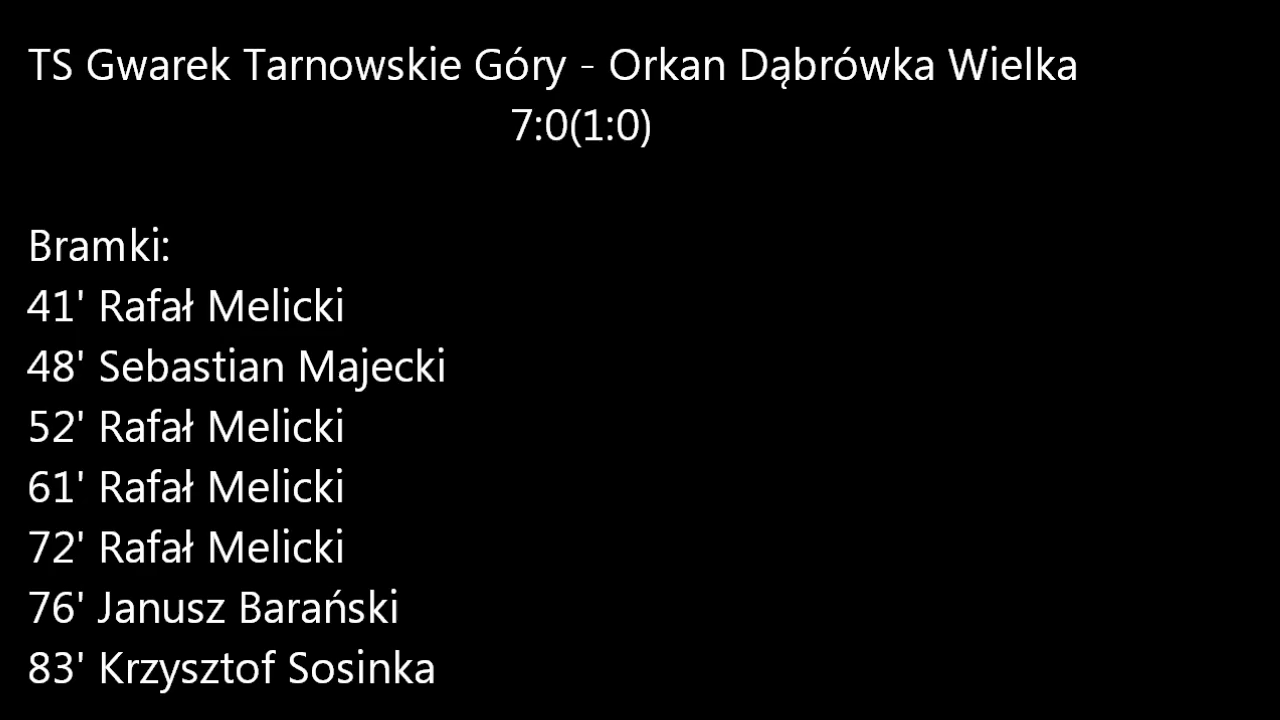 TS Gwarek Tarnowskie Góry - Orkan Dąbrówka Wielka
7:0(1:0)
Bramki:
41' Rafał Melicki
48' Sebastian Majecki
52' Rafał Melicki
61' Rafał Melicki
72' Rafał Melicki
76' Janusz Barański
83' Krzysztof Sosinka